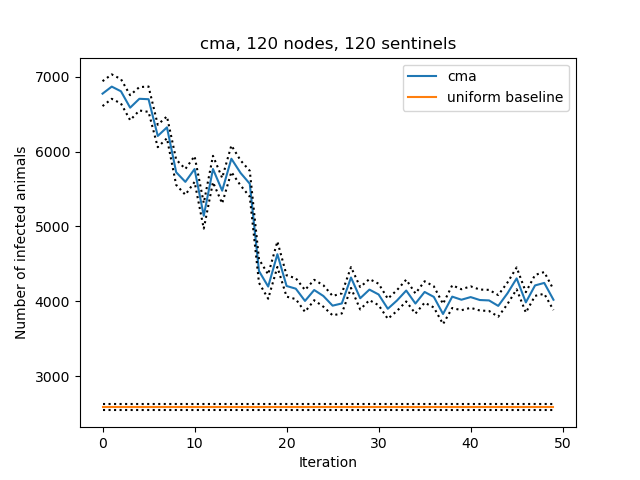 cma, 120 nodes, 120 sentinels
cma
uniform baseline
Number of infected animals
7000
6000
5000
4000
3000
0 10 20 30 40 50
Iteration